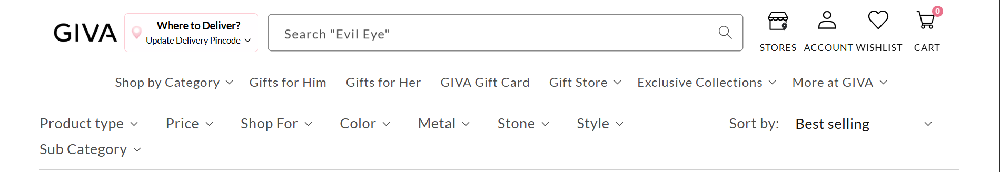 GIVA
Where to Deliver?
Update Delivery Pincode
Search "Evil Eye"
0
STORES ACCOUNT WISHLIST CART
Shop by Category Gifts for Him Gifts for Her GIVA Gift Card Gift Store Exclusive Collections More at GIVA
Product type Price Shop For Color Metal Stone Style Sort by: Best selling
Sub Category